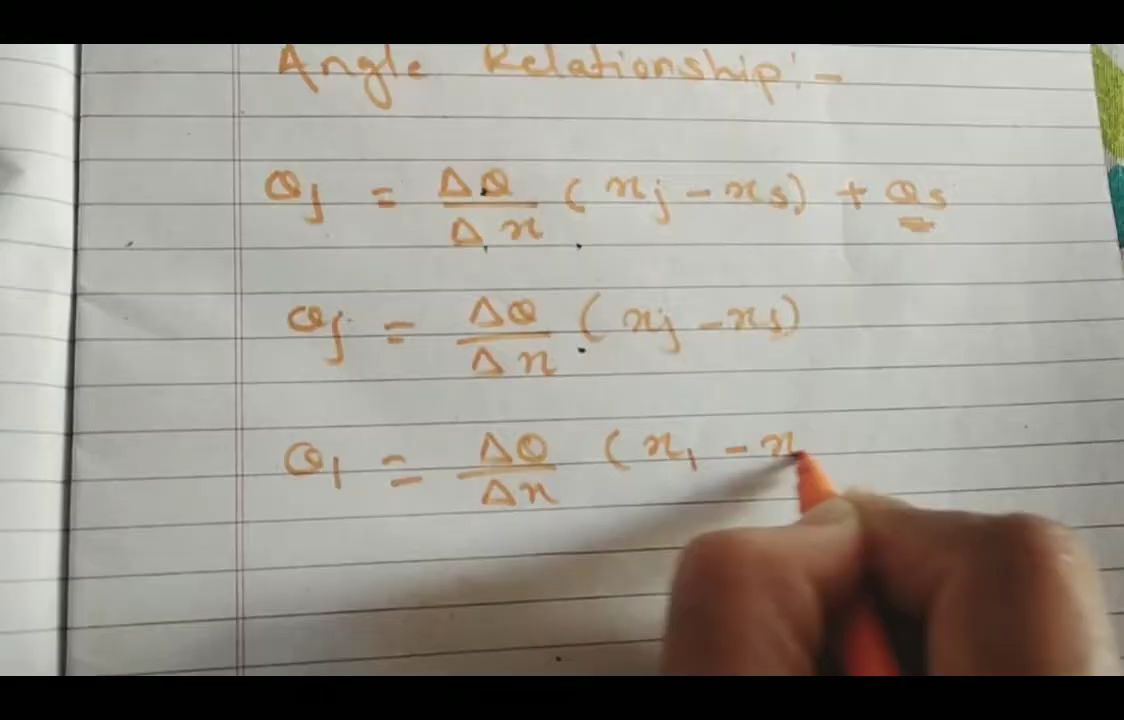 Angle Relationship:-
θj = Δθ/Δx (xj - xs) + θs
θj = Δθ/Δx (xj - xs)
θ1 = Δθ/Δx (x1 - x